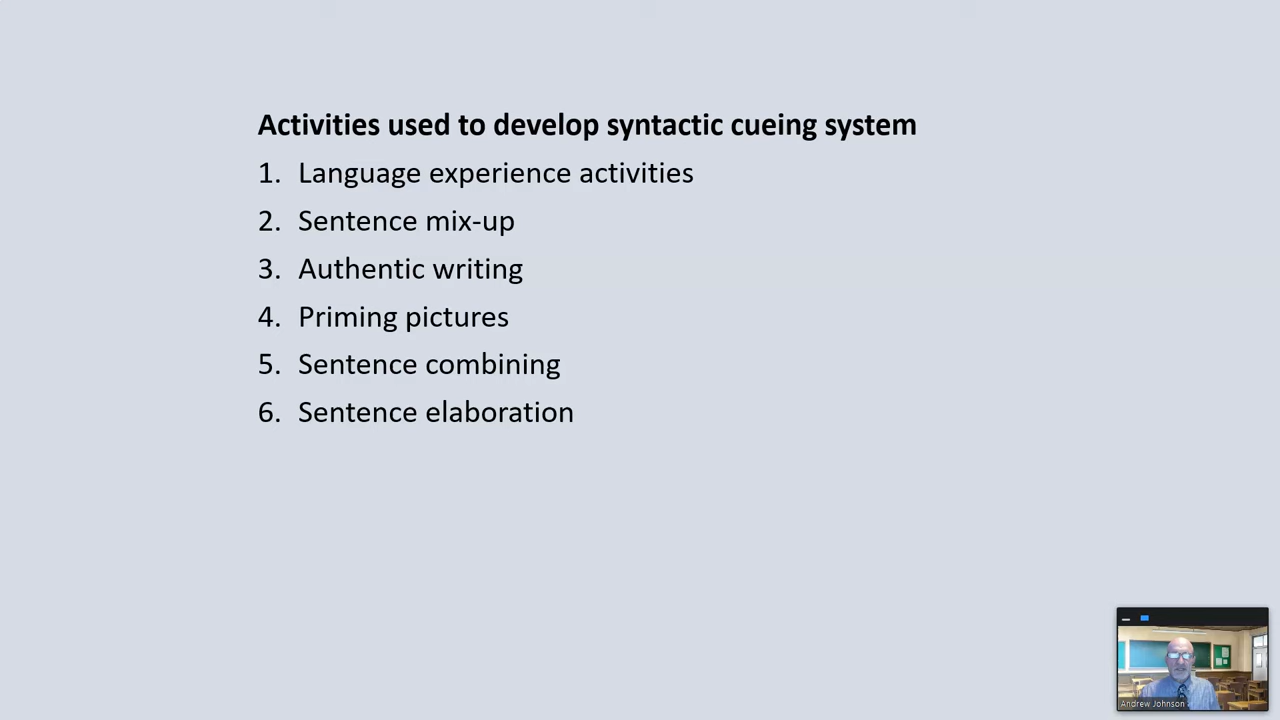 Activities used to develop syntactic cueing system
1. Language experience activities
2. Sentence mix-up
3. Authentic writing
4. Priming pictures
5. Sentence combining
6. Sentence elaboration
Andrew Johnson